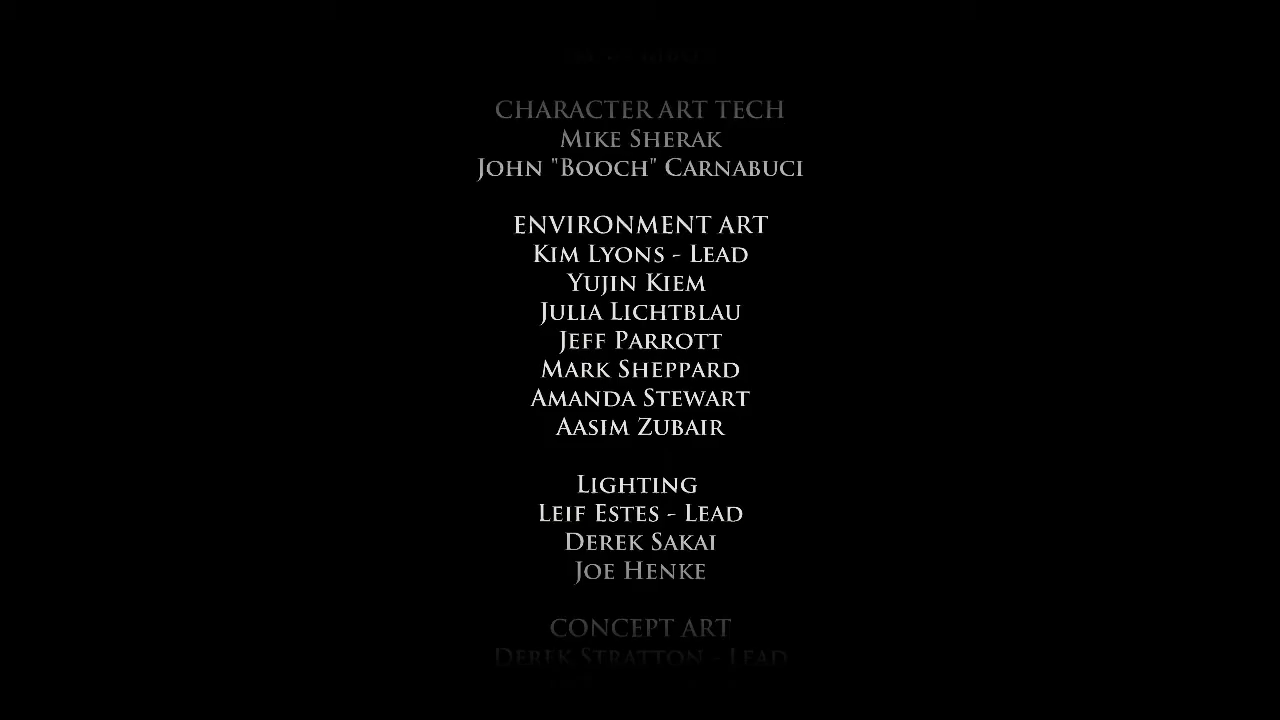 CHARACTER ART TECH
MIKE SHERAK
JOHN "BOOCH" CARNABUCI
ENVIRONMENT ART
KIM LYONS - LEAD
YUJIN KIEM
JULIA LICHTBLAU
JEFF PARROTT
MARK SHEPPARD
AMANDA STEWART
AASIM ZUBAIR
LIGHTING
LEIF ESTES - LEAD
DEREK SAKAI
JOE HENKE
CONCEPT ART
DEREK STRATTON - LEAD